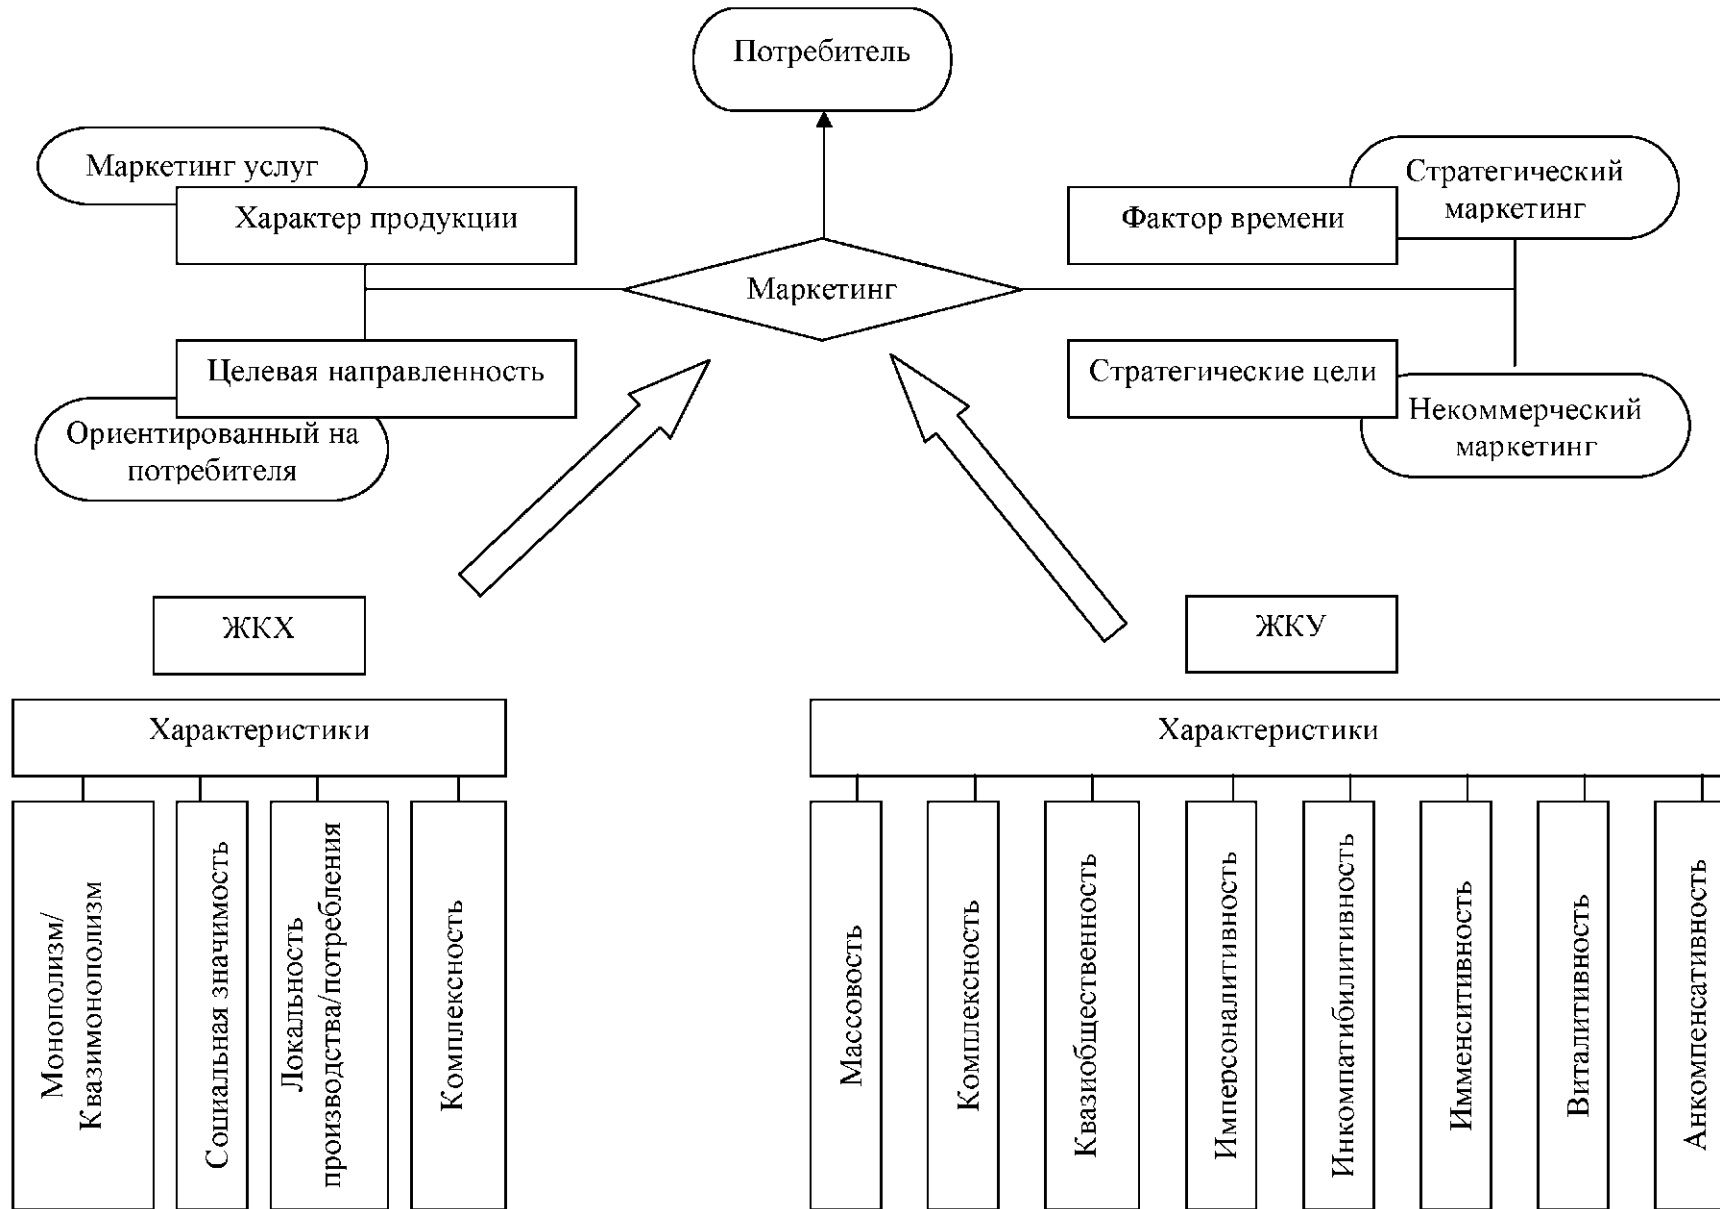 Потребитель
Маркетинг услуг
Стратегический
маркетинг
Характер продукции
Фактор времени
Маркетинг
Целевая направленность
Стратегические цели
Ориентированный на
потребителя
Некоммерческий
маркетинг
ЖКХ
ЖКУ
Характеристики
Характеристики
Монополизм/
Квазимонополизм
Социальная значимость
Локальность
производства/потребления
Комплексность
Массовость
Комплексность
Квазиобщественность
Имперсоналитивность
Инкомпатибилитивность
Имменситивность
Виталитивность
Анкомпенсативность